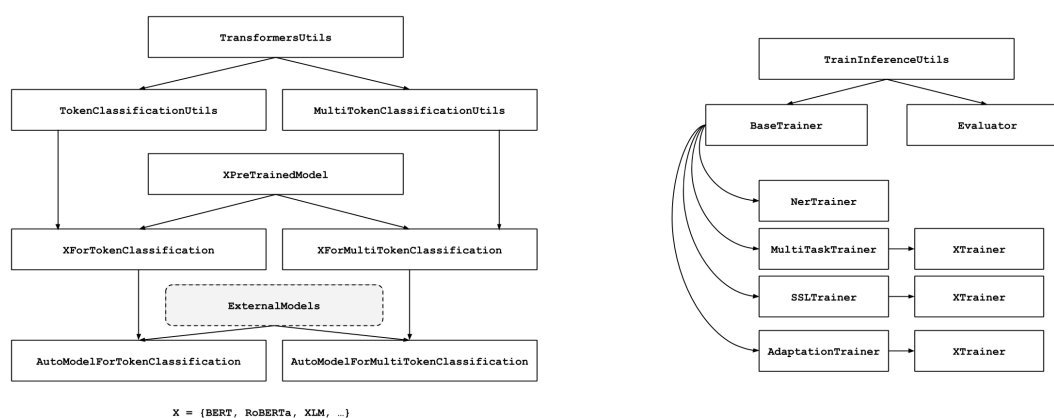 TransformersUtils
TokenClassificationUtils
MultiTokenClassificationUtils
XPreTrainedModel
XForTokenClassification
XForMultiTokenClassification
ExternalModels
AutoModelForTokenClassification
AutoModelForMultiTokenClassification
X = {BERT, RoBERTa, XLM, …}
TrainInferenceUtils
BaseTrainer
Evaluator
NerTrainer
MultiTaskTrainer
XTrainer
SSLTrainer
XTrainer
AdaptationTrainer
XTrainer